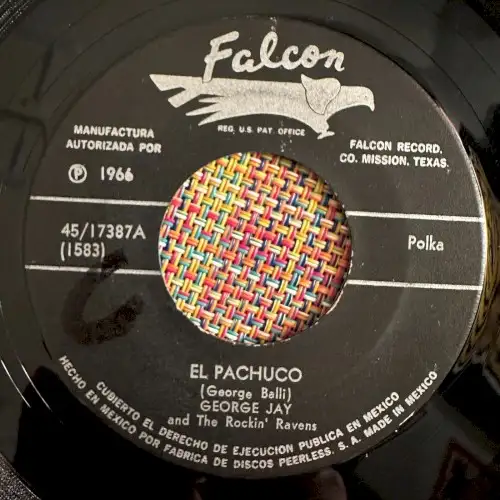 Falcon
REG. U.S. PAT. OFFICE
MANUFACTURA
AUTORIZADA POR
FALCON RECORD,
CO. MISSION, TEXAS.
Ⓟ 1966
45/17387A
(1583)
Polka
EL PACHUCO
(George Balli)
GEORGE JAY
and The Rockin' Ravens
CUBIERTO EL DERECHO DE EJECUCION PUBLICA EN MEXICO
HECHO EN MEXICO POR FABRICA DE DISCOS PEERLESS, S. A. MADE IN MEXICO